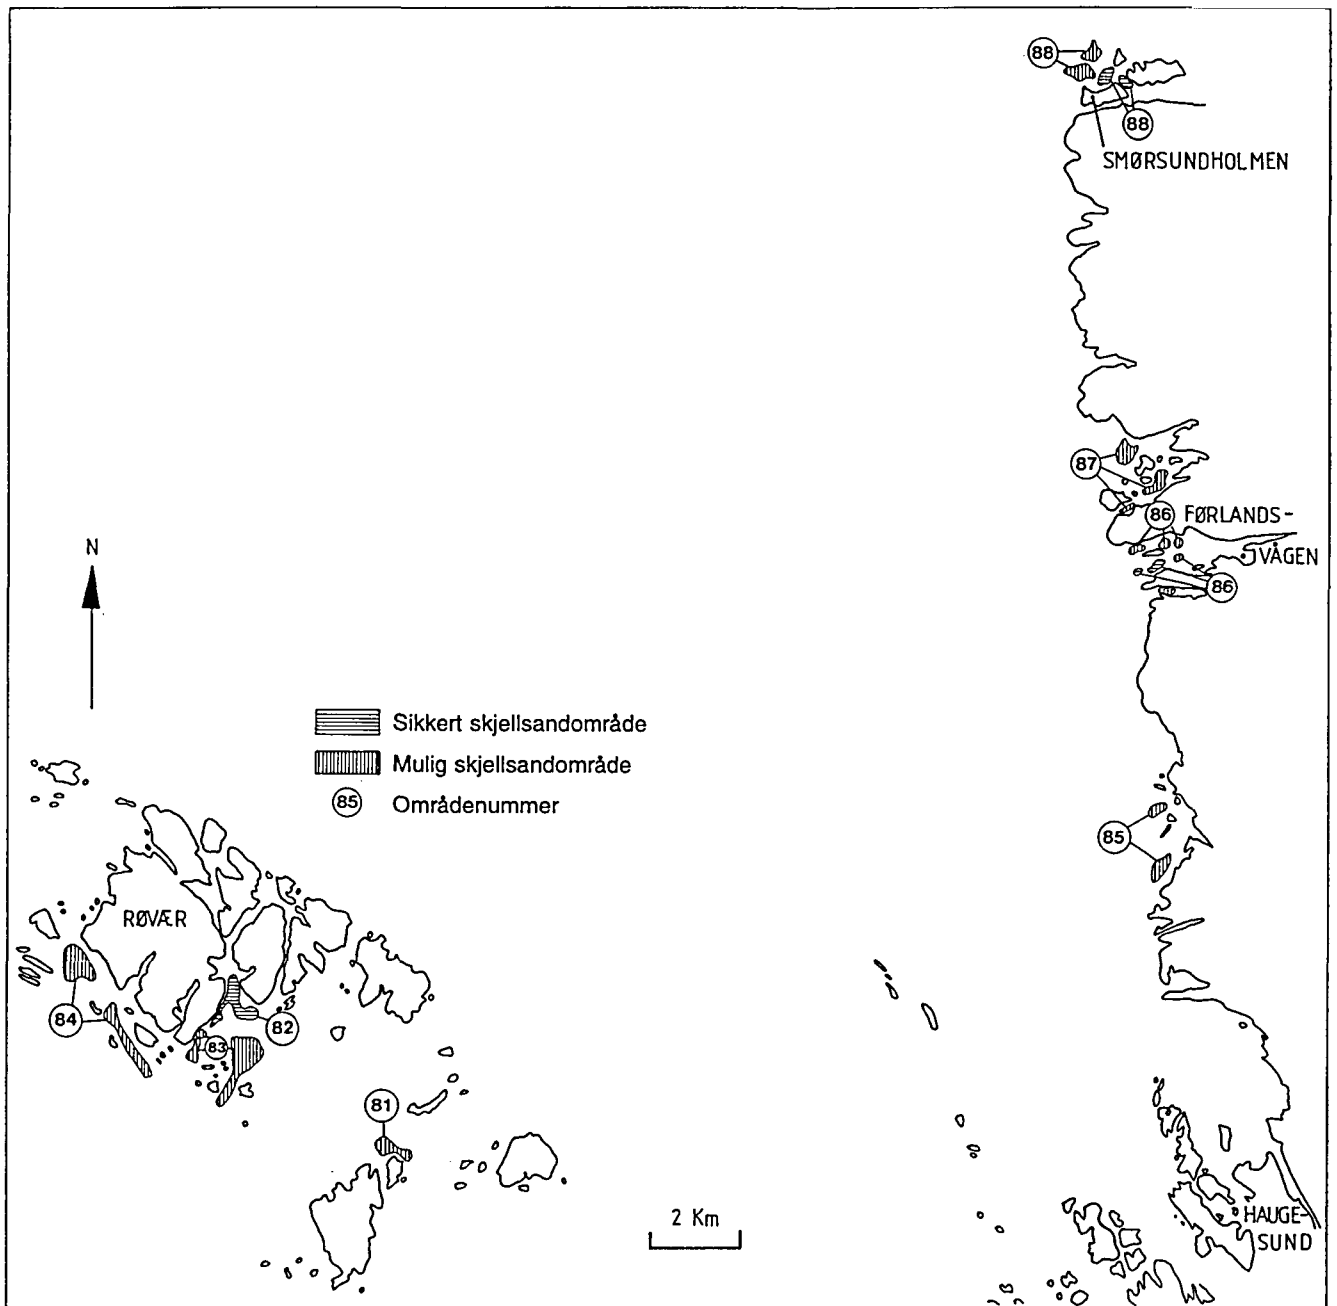 88
88
SMØRSUNDHOLMEN
87
86
FØRLANDS-
VÅGEN
86
N
Sikkert skjellsandområde
Mulig skjellsandområde
85 Områdenummer
85
RØVÆR
84
82
83
81
2 Km
HAUGE-
SUND